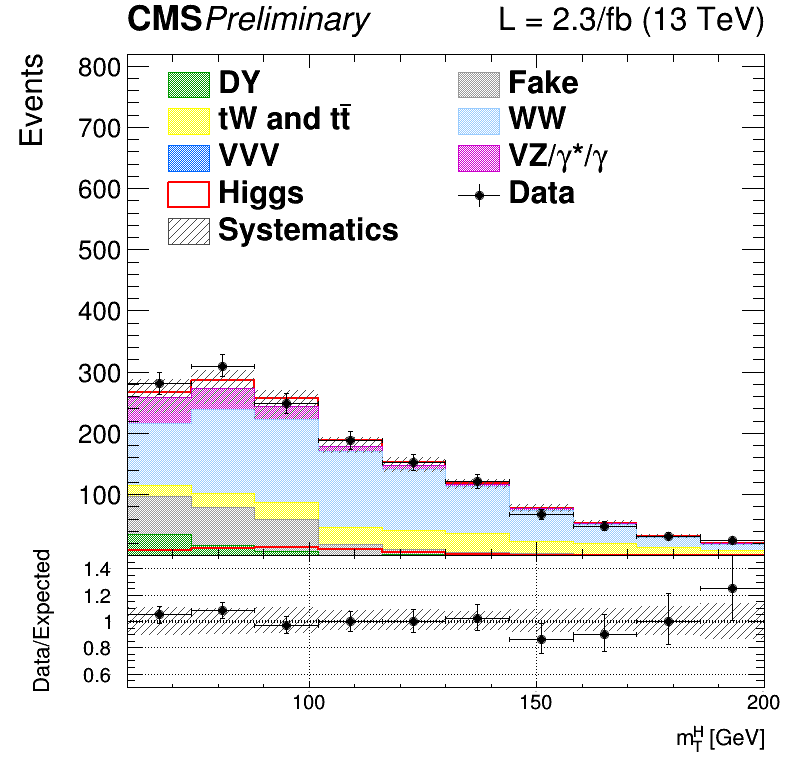 CMS Preliminary L = 2.3/fb (13 TeV)
Events
800
700
600
500
400
300
200
100
DY
Fake
tW and tt̅
WW
VVV
VZ/γ*/γ
Higgs
Data
Systematics
Data/Expected
1.4
1.2
1
0.8
0.6
100 150 200
m_T^H [GeV]